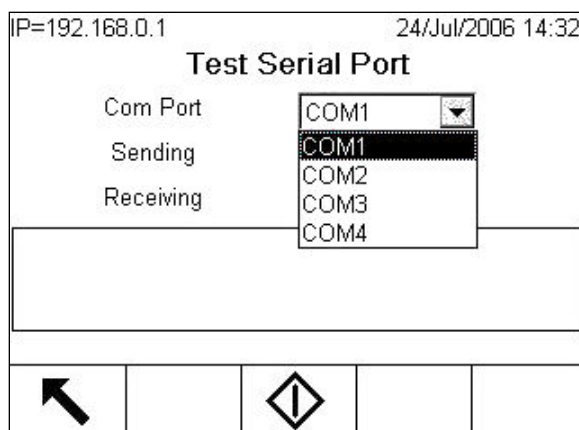 IP=192.168.0.1 24/Jul/2006 14:32
Test Serial Port
Com Port COM1
COM1
Sending
COM2
Receiving COM3
COM4